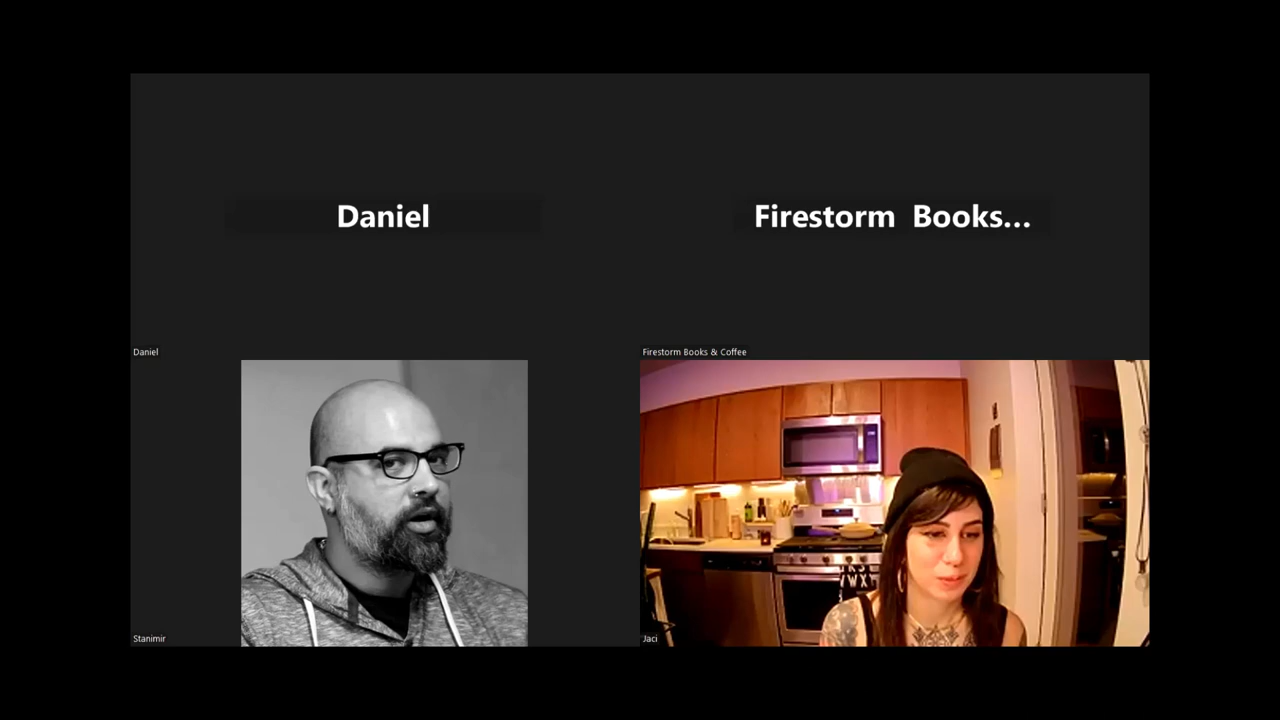 Daniel
Firestorm Books...
Daniel
Firestorm Books & Coffee
Stanimir
Jaci